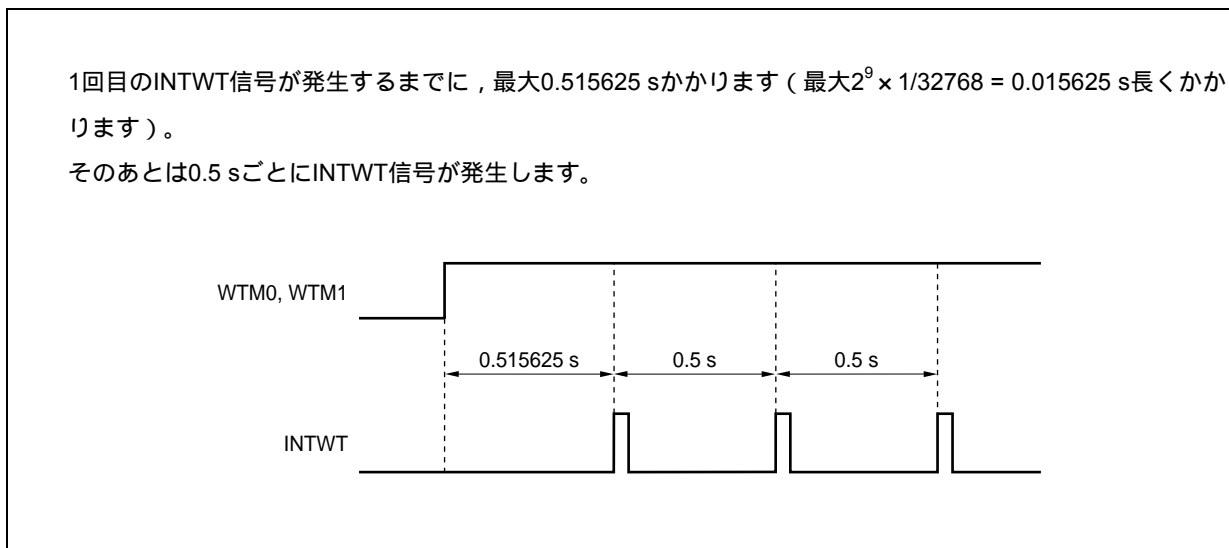 1回目のINTWT信号が発生するまでに，最大0.515625 sかかります（最大2⁹ × 1/32768 = 0.015625 s長くかか
ります）。
そのあとは0.5 sごとにINTWT信号が発生します。
WTM0, WTM1
0.515625 s
0.5 s
0.5 s
INTWT